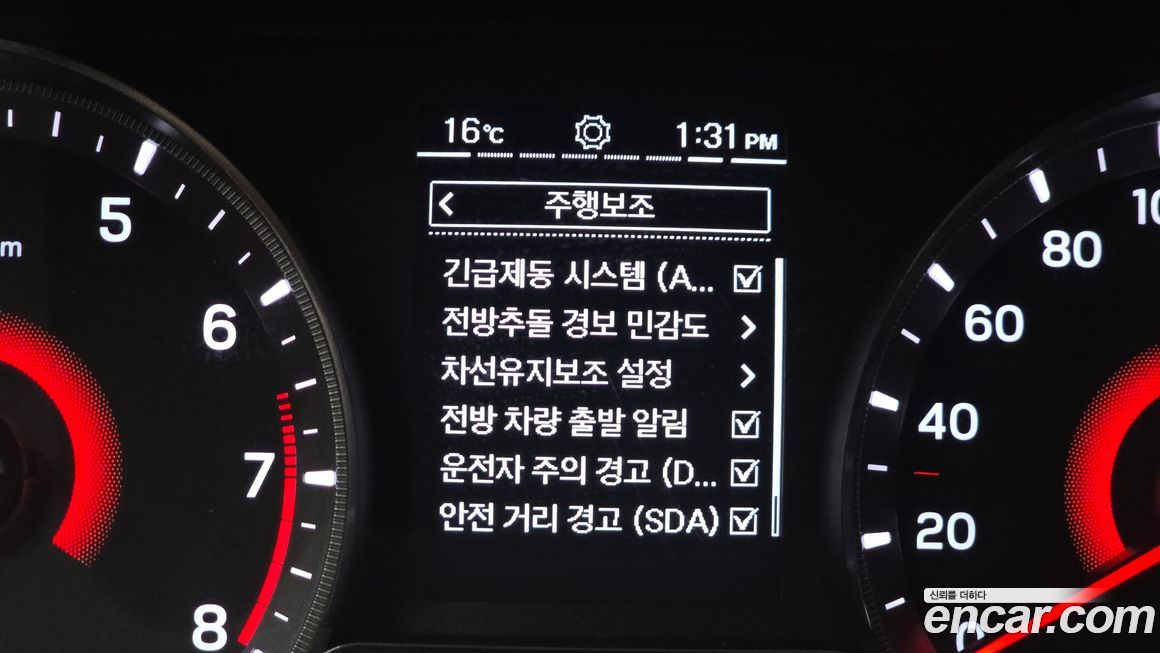 16°C
1:31 PM
주행보조
긴급제동 시스템 (A...
전방추돌 경보 민감도
차선유지보조 설정
전방 차량 출발 알림
운전자 주의 경고 (D...
안전 거리 경고 (SDA)
5
6
7
8
80
60
40
20
신뢰를 더하다
encar.com